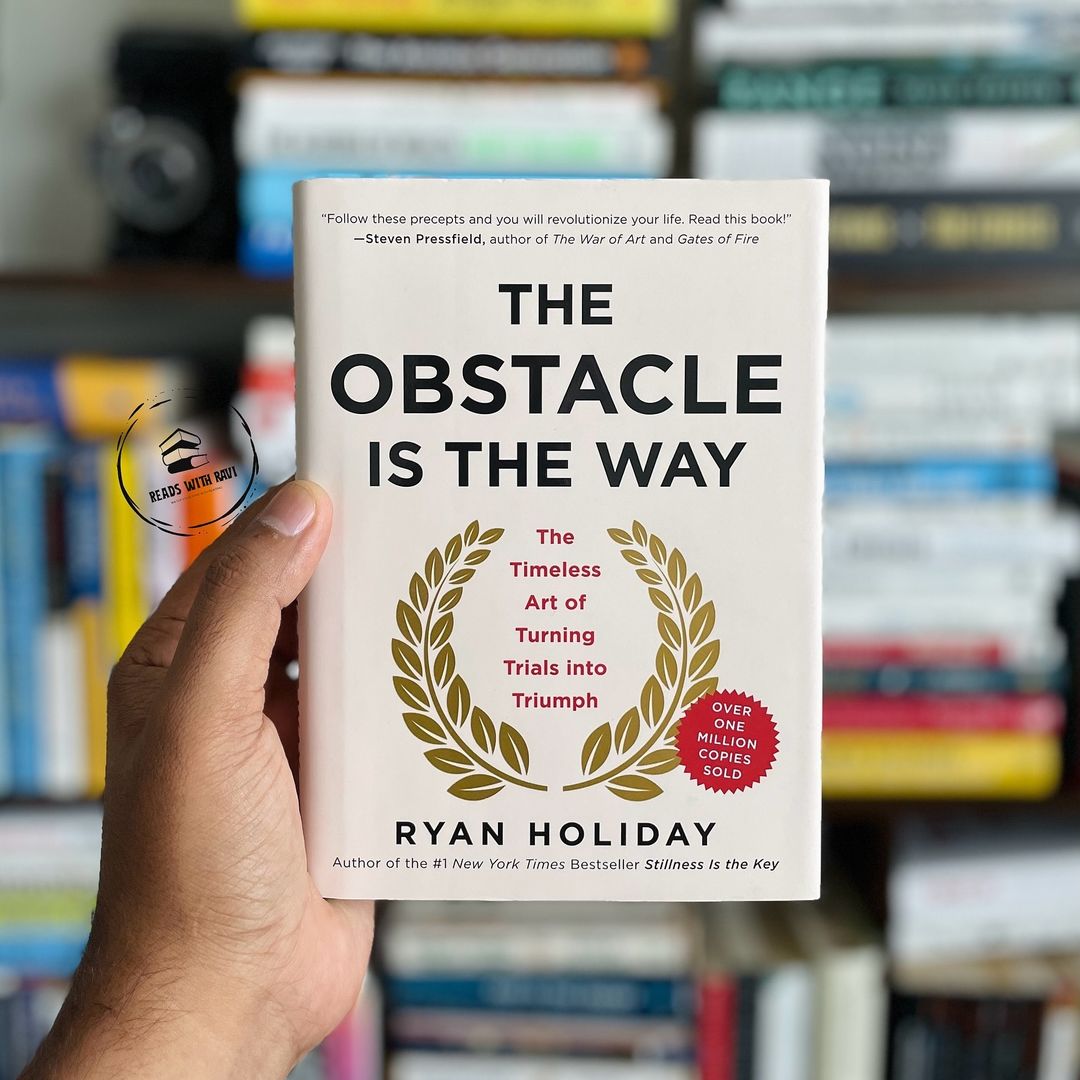 “Follow these precepts and you will revolutionize your life. Read this book!”
—Steven Pressfield, author of The War of Art and Gates of Fire
THE
OBSTACLE
IS THE WAY
The
Timeless
Art of
Turning
Trials into
Triumph
OVER
ONE
MILLION
COPIES
SOLD
RYAN HOLIDAY
Author of the #1 New York Times Bestseller Stillness Is the Key
READS WITH RAVI
RANGE